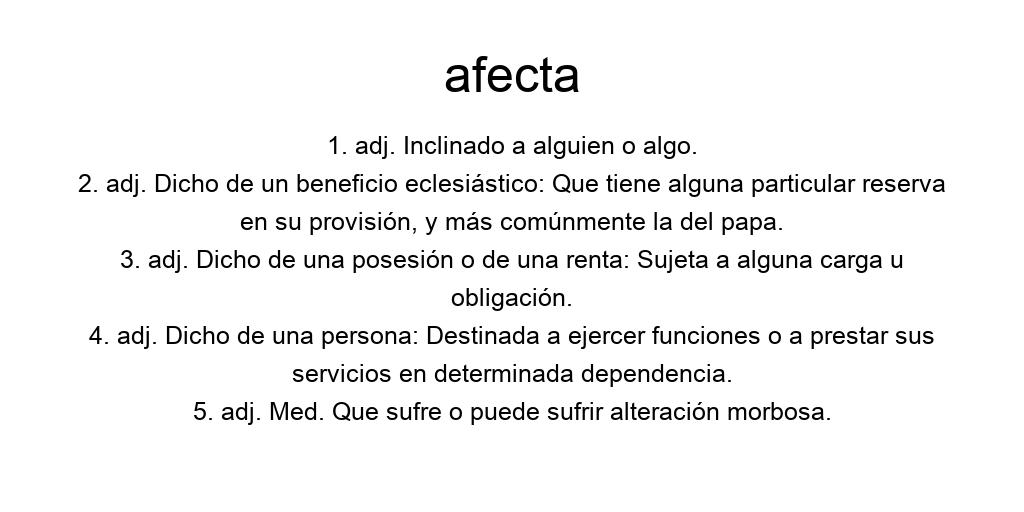 afecta
1. adj. Inclinado a alguien o algo.
2. adj. Dicho de un beneficio eclesiástico: Que tiene alguna particular reserva
en su provisión, y más comúnmente la del papa.
3. adj. Dicho de una posesión o de una renta: Sujeta a alguna carga u
obligación.
4. adj. Dicho de una persona: Destinada a ejercer funciones o a prestar sus
servicios en determinada dependencia.
5. adj. Med. Que sufre o puede sufrir alteración morbosa.